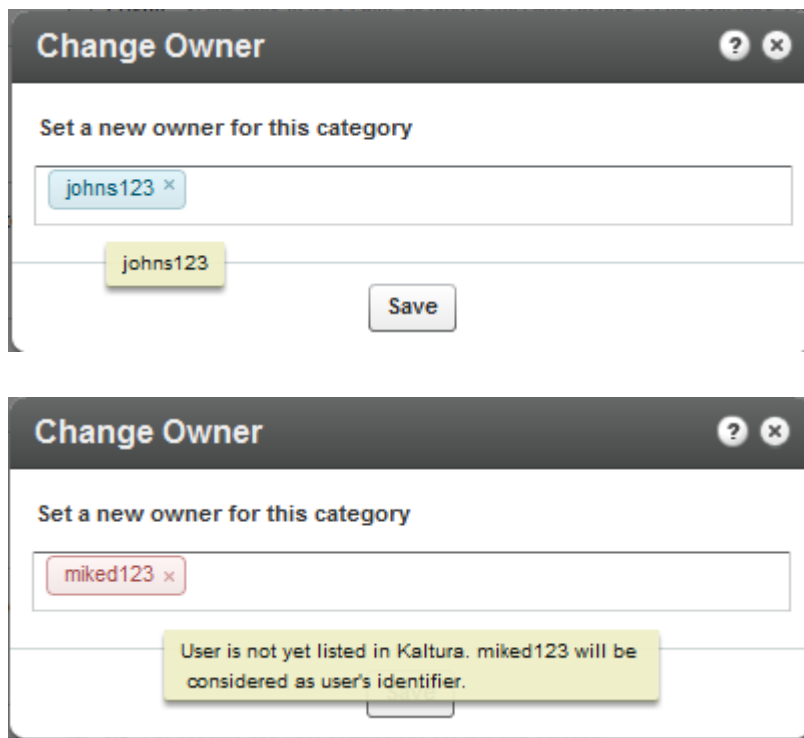 Change Owner
Set a new owner for this category
johns123
johns123
Save
Change Owner
Set a new owner for this category
miked123
User is not yet listed in Kaltura. miked123 will be
considered as user's identifier.